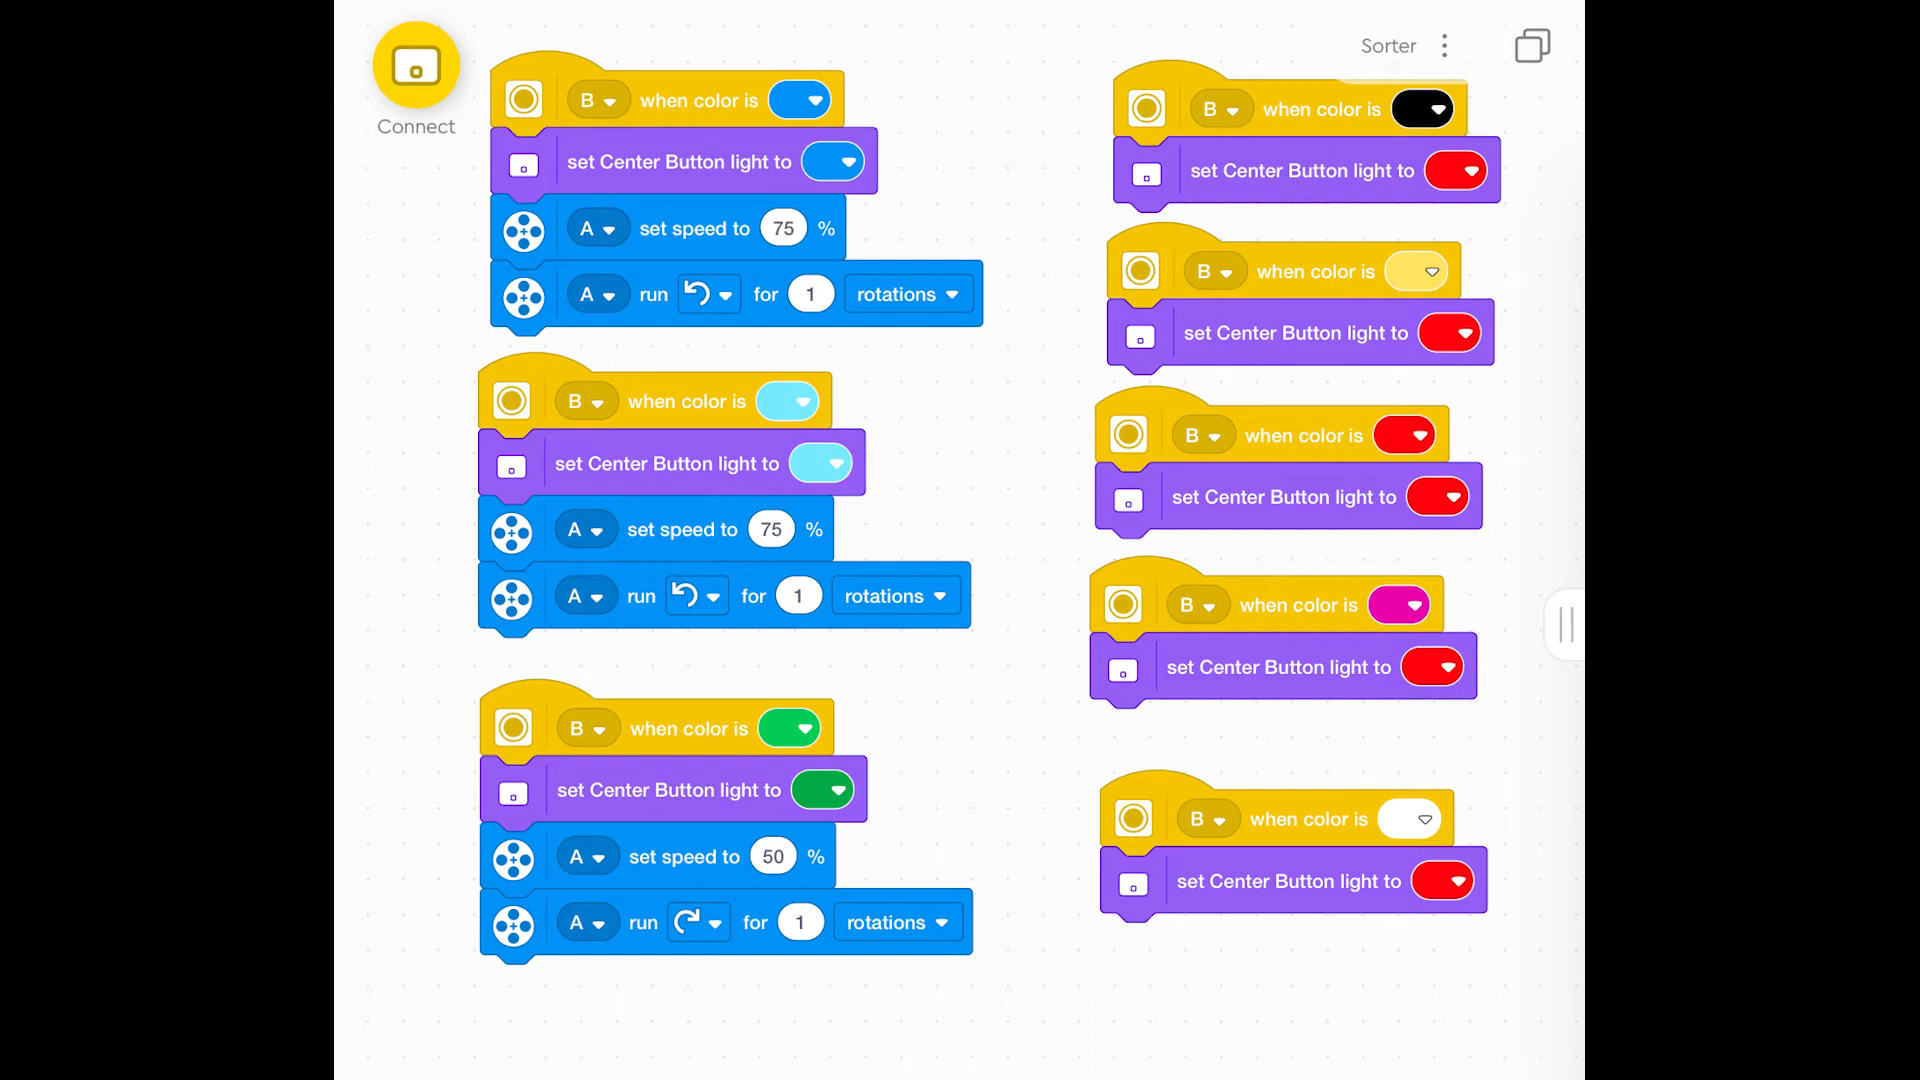 Connect
B when color is
set Center Button light to
A set speed to 75 %
A run for 1 rotations
B when color is
set Center Button light to
A set speed to 75 %
A run for 1 rotations
B when color is
set Center Button light to
A set speed to 50 %
A run for 1 rotations
Sorter
B when color is
set Center Button light to
B when color is
set Center Button light to
B when color is
set Center Button light to
B when color is
set Center Button light to
B when color is
set Center Button light to